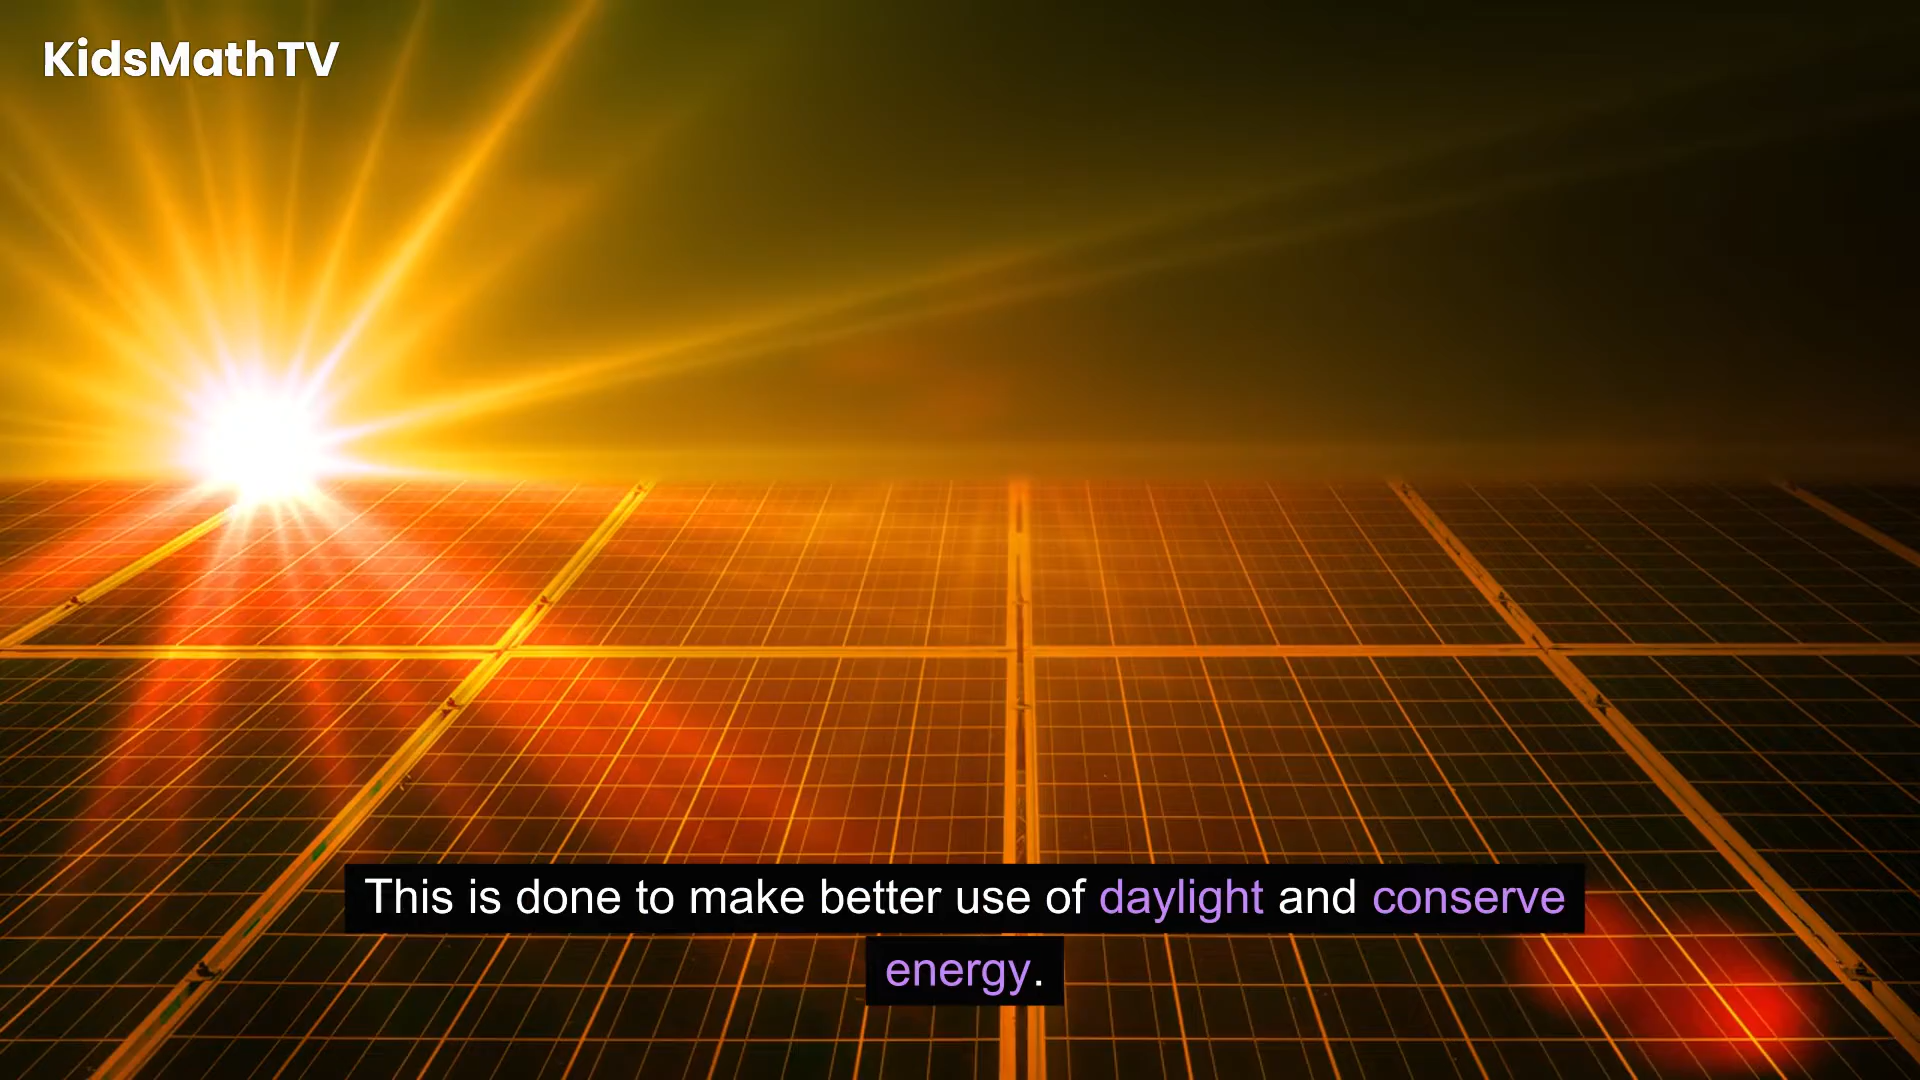 KidsMathTV
This is done to make better use of daylight and conserve
energy.